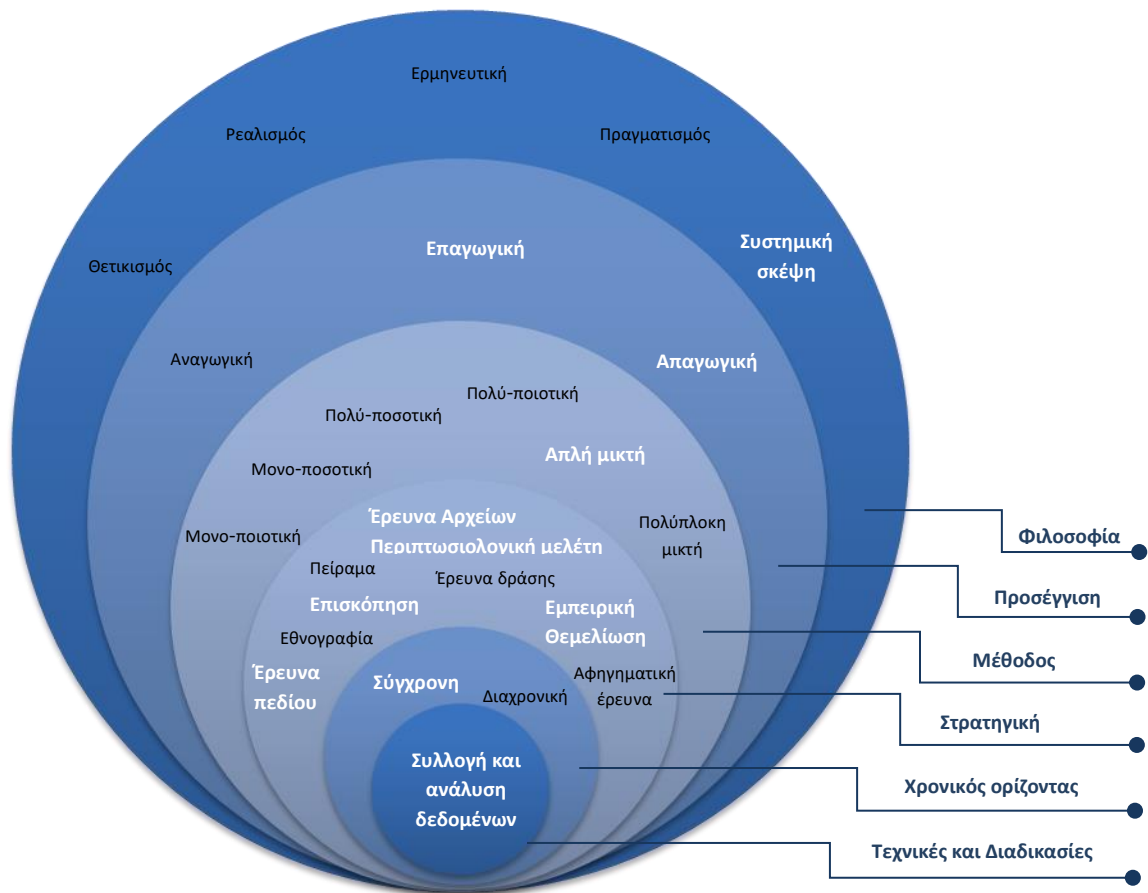 Ερμηνευτική
Ρεαλισμός
Πραγματισμός
Θετικισμός
Συστημική
σκέψη
Επαγωγική
Αναγωγική
Απαγωγική
Πολύ-ποιοτική
Πολύ-ποσοτική
Απλή μικτή
Μονο-ποσοτική
Μονο-ποιοτική
Πολύπλοκη
μικτή
Έρευνα Αρχείων
Περιπτωσιολογική μελέτη
Πείραμα
Έρευνα δράσης
Επισκόπηση
Εμπειρική
Θεμελίωση
Εθνογραφία
Έρευνα
πεδίου
Αφηγηματική
έρευνα
Σύγχρονη
Διαχρονική
Συλλογή και
ανάλυση
δεδομένων
Φιλοσοφία
Προσέγγιση
Μέθοδος
Στρατηγική
Χρονικός ορίζοντας
Τεχνικές και Διαδικασίες